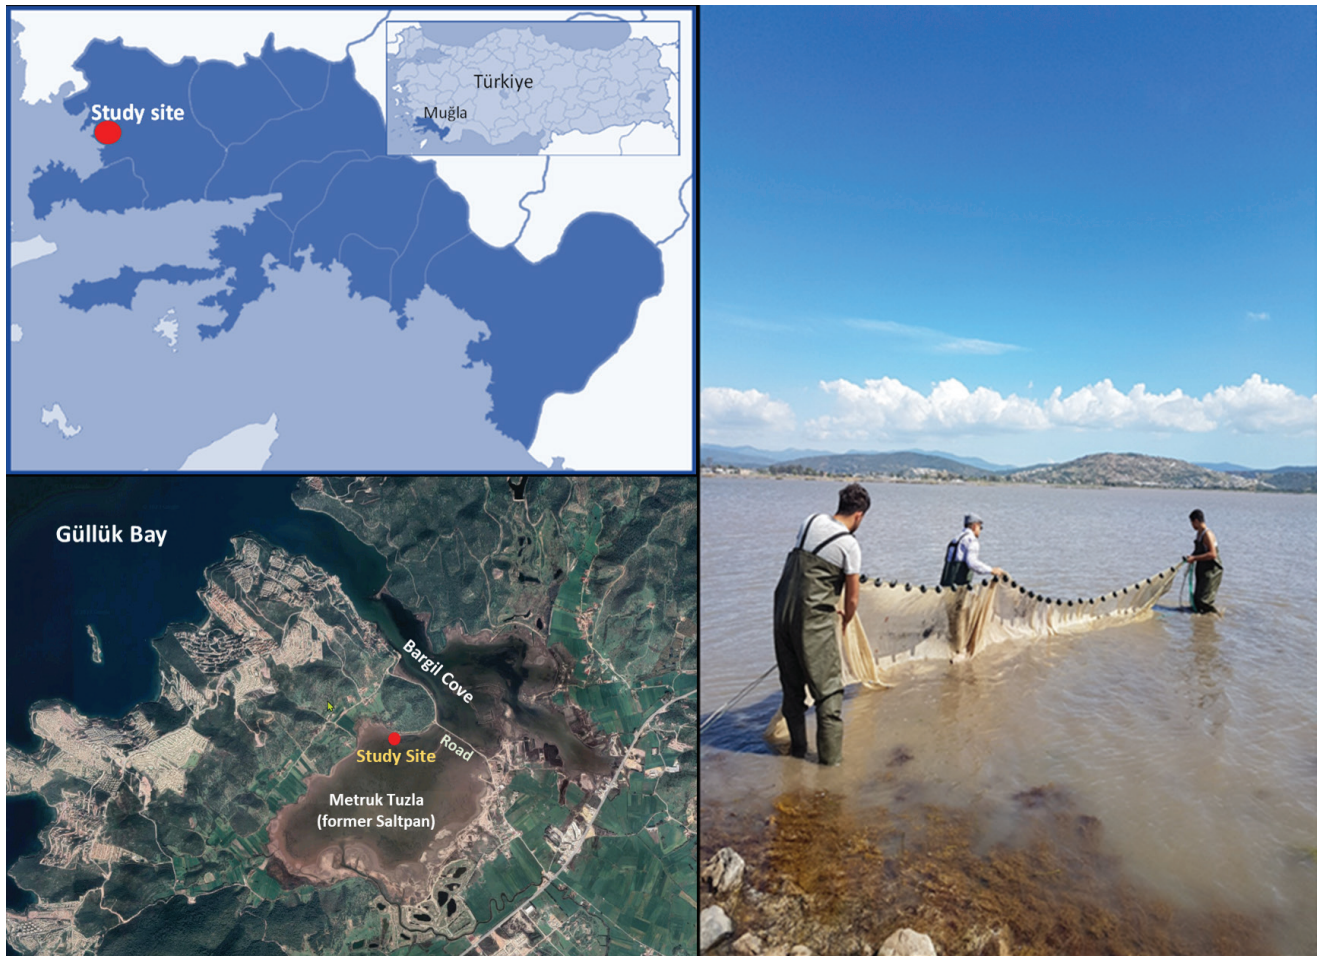 Türkiye
Muğla
Study site
Güllük Bay
Bargil Cove
Road
Study Site
Metruk Tuzla
(former Saltpan)